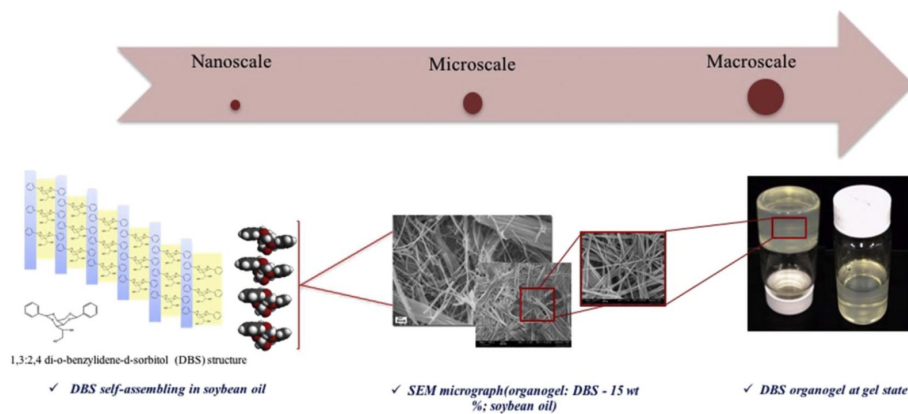 Nanoscale
Microscale
Macroscale
1,3:2,4 di-o-benzylidene-d-sorbitol (DBS) structure
✓ DBS self-assembling in soybean oil
✓ SEM micrograph(organogel: DBS - 15 wt
%; soybean oil)
✓ DBS organogel at gel state